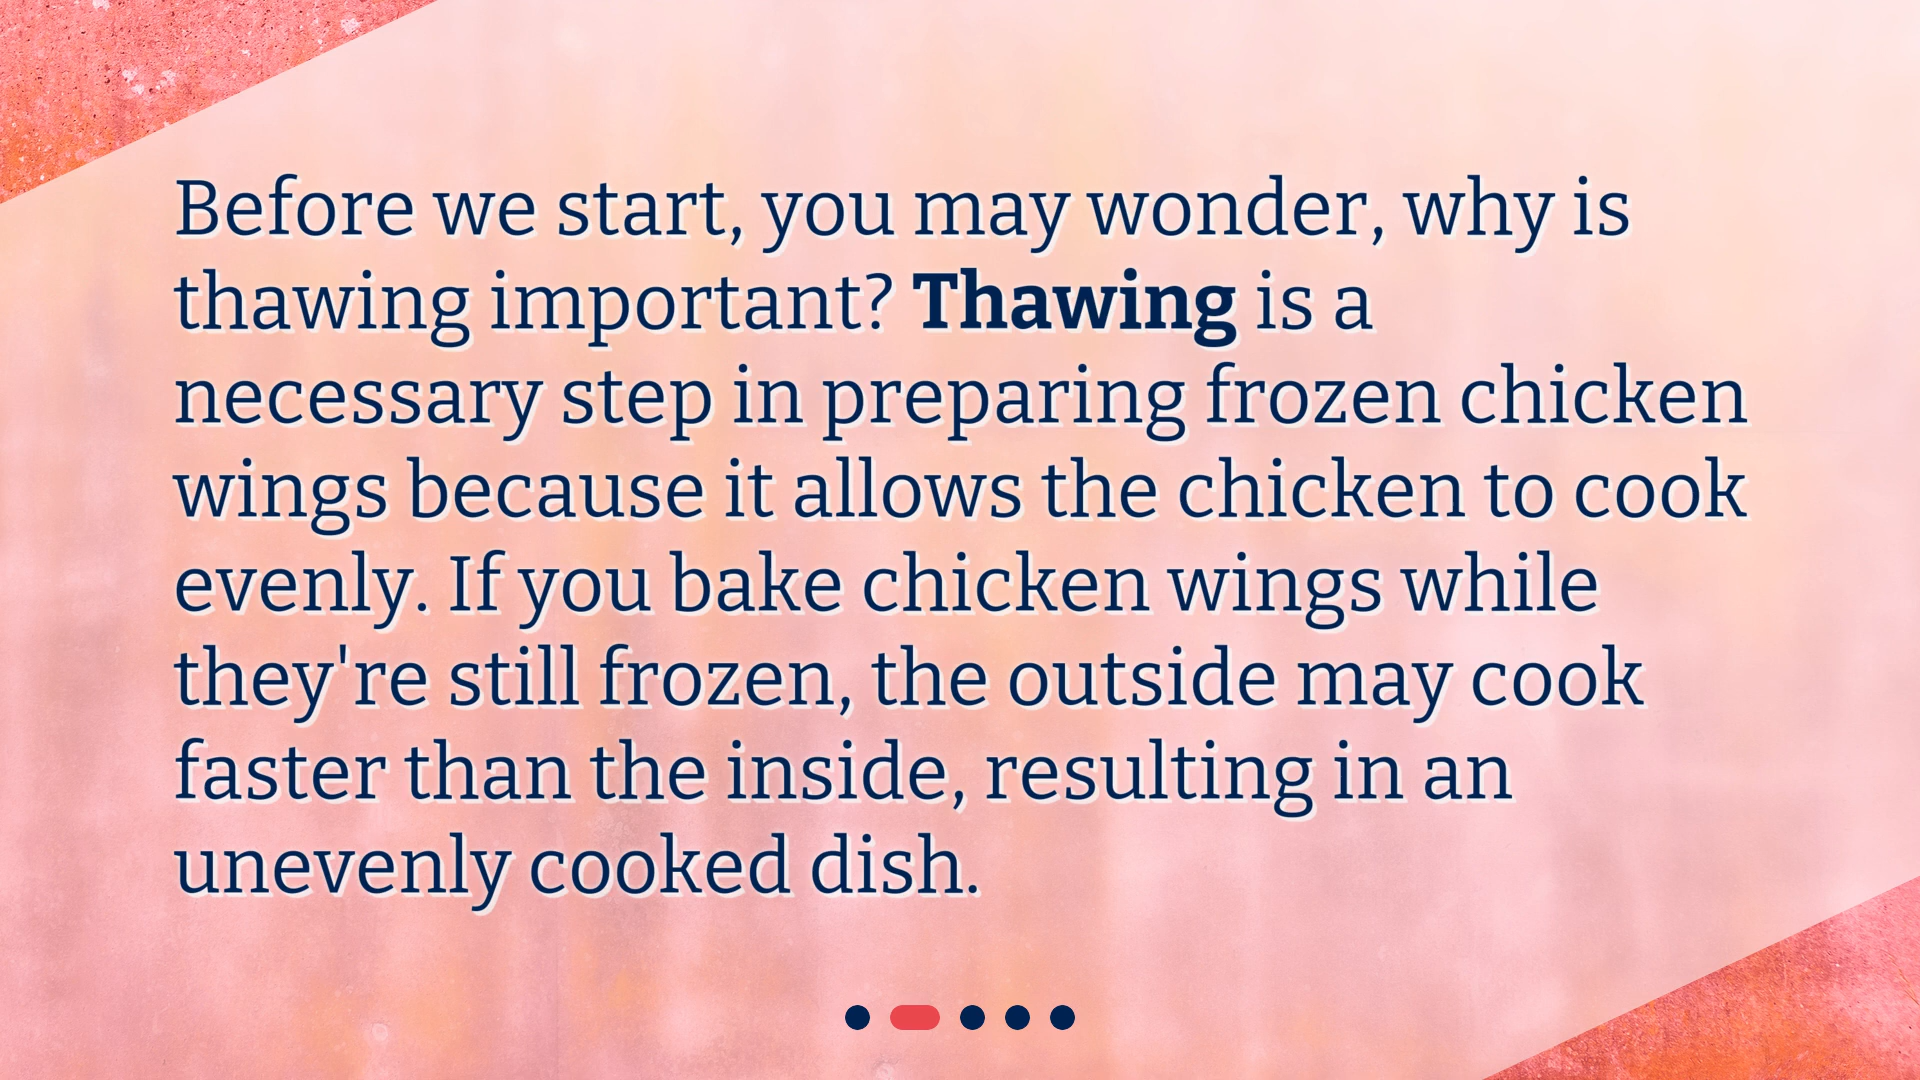 Before we start, you may wonder, why is
thawing important? Thawing is a
necessary step in preparing frozen chicken
wings because it allows the chicken to cook
evenly. If you bake chicken wings while
they're still frozen, the outside may cook
faster than the inside, resulting in an
unevenly cooked dish.